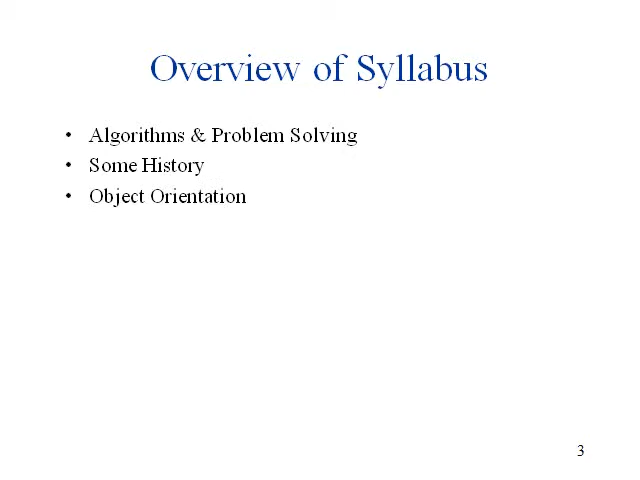 Overview of Syllabus
• Algorithms & Problem Solving
• Some History
• Object Orientation
3